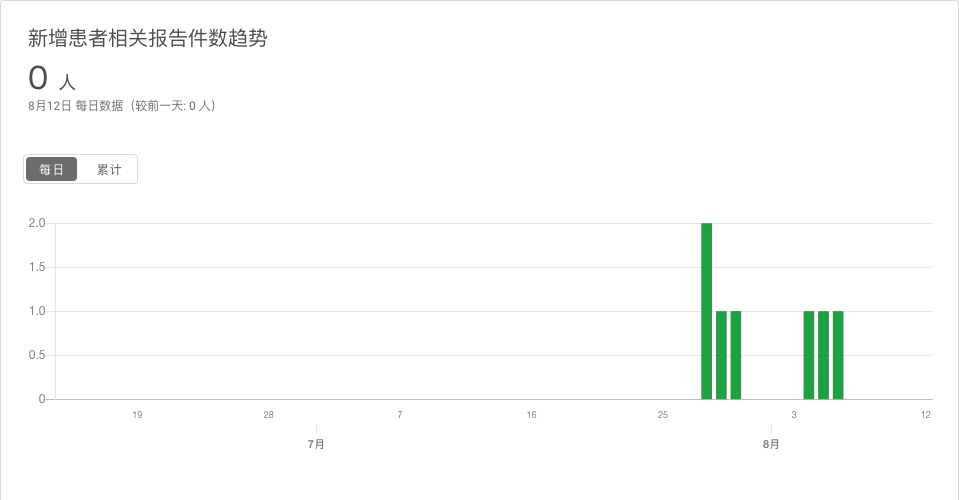 新增患者相关报告件数趋势
0 人
8月12日 每日数据（较前一天: 0 人）
每日 累计
2.0
1.5
1.0
0.5
0
19 28 7 16 25 3 12
7月 8月